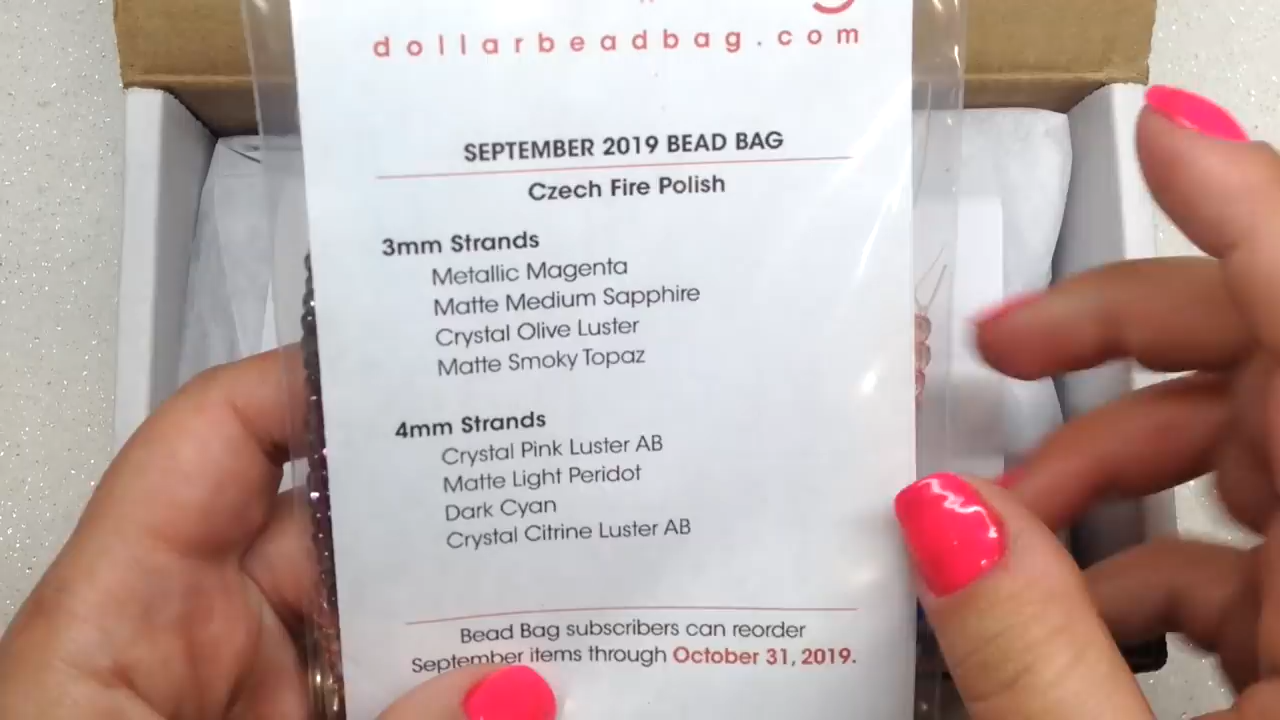 dollarbeadbag.com
SEPTEMBER 2019 BEAD BAG
Czech Fire Polish
3mm Strands
Metallic Magenta
Matte Medium Sapphire
Crystal Olive Luster
Matte Smoky Topaz
4mm Strands
Crystal Pink Luster AB
Matte Light Peridot
Dark Cyan
Crystal Citrine Luster AB
Bead Bag subscribers can reorder
September items through October 31, 2019.